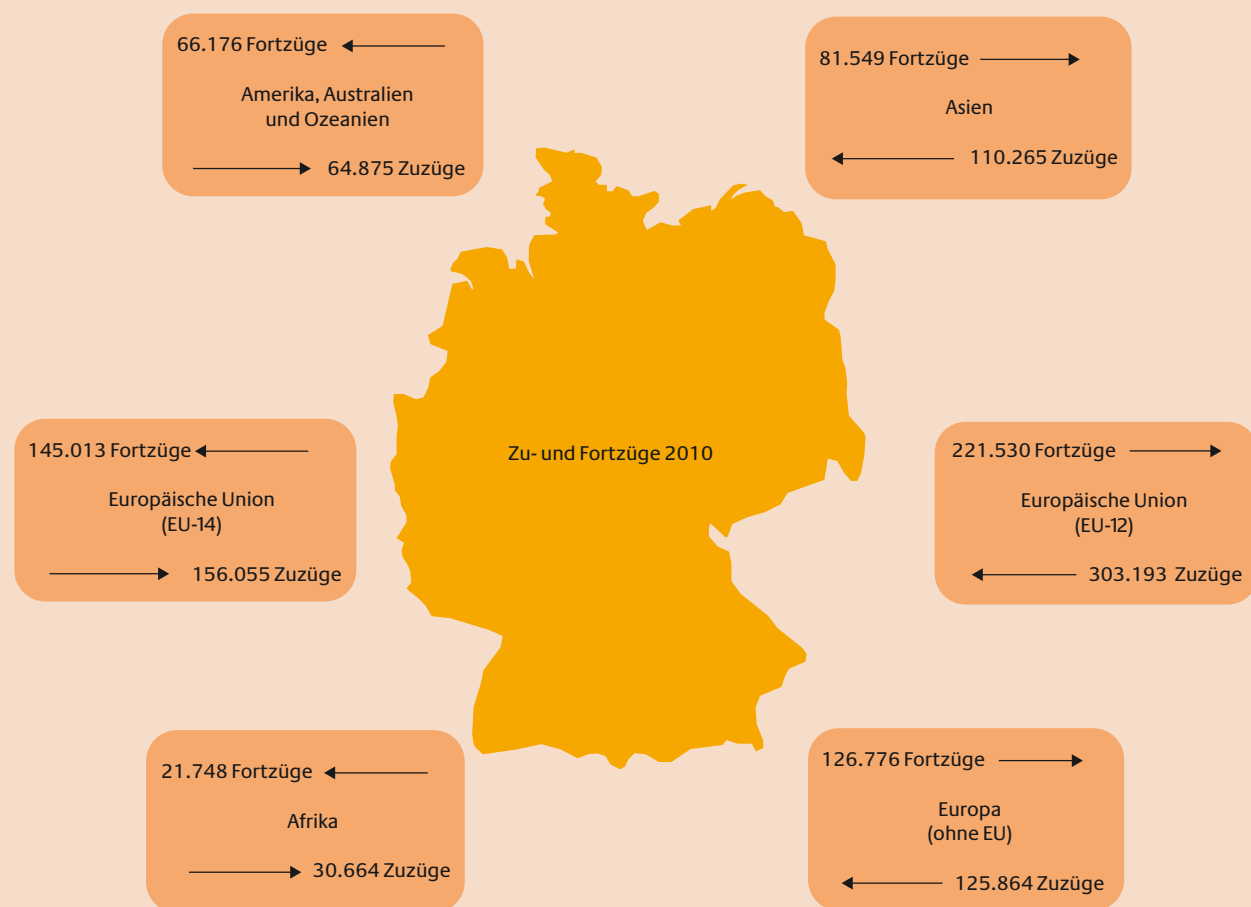 66.176 Fortzüge
Amerika, Australien
und Ozeanien
64.875 Zuzüge
81.549 Fortzüge
Asien
110.265 Zuzüge
145.013 Fortzüge
Europäische Union
(EU-14)
156.055 Zuzüge
Zu- und Fortzüge 2010
221.530 Fortzüge
Europäische Union
(EU-12)
303.193 Zuzüge
21.748 Fortzüge
Afrika
30.664 Zuzüge
126.776 Fortzüge
Europa
(ohne EU)
125.864 Zuzüge